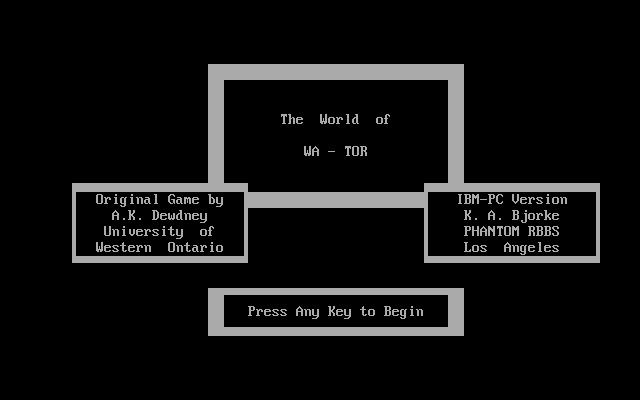 The World of
WA - TOR
Original Game by
A.K. Dewdney
University of
Western Ontario
IBM-PC Version
K. A. Bjorke
PHANTOM RBBS
Los Angeles
Press Any Key to Begin